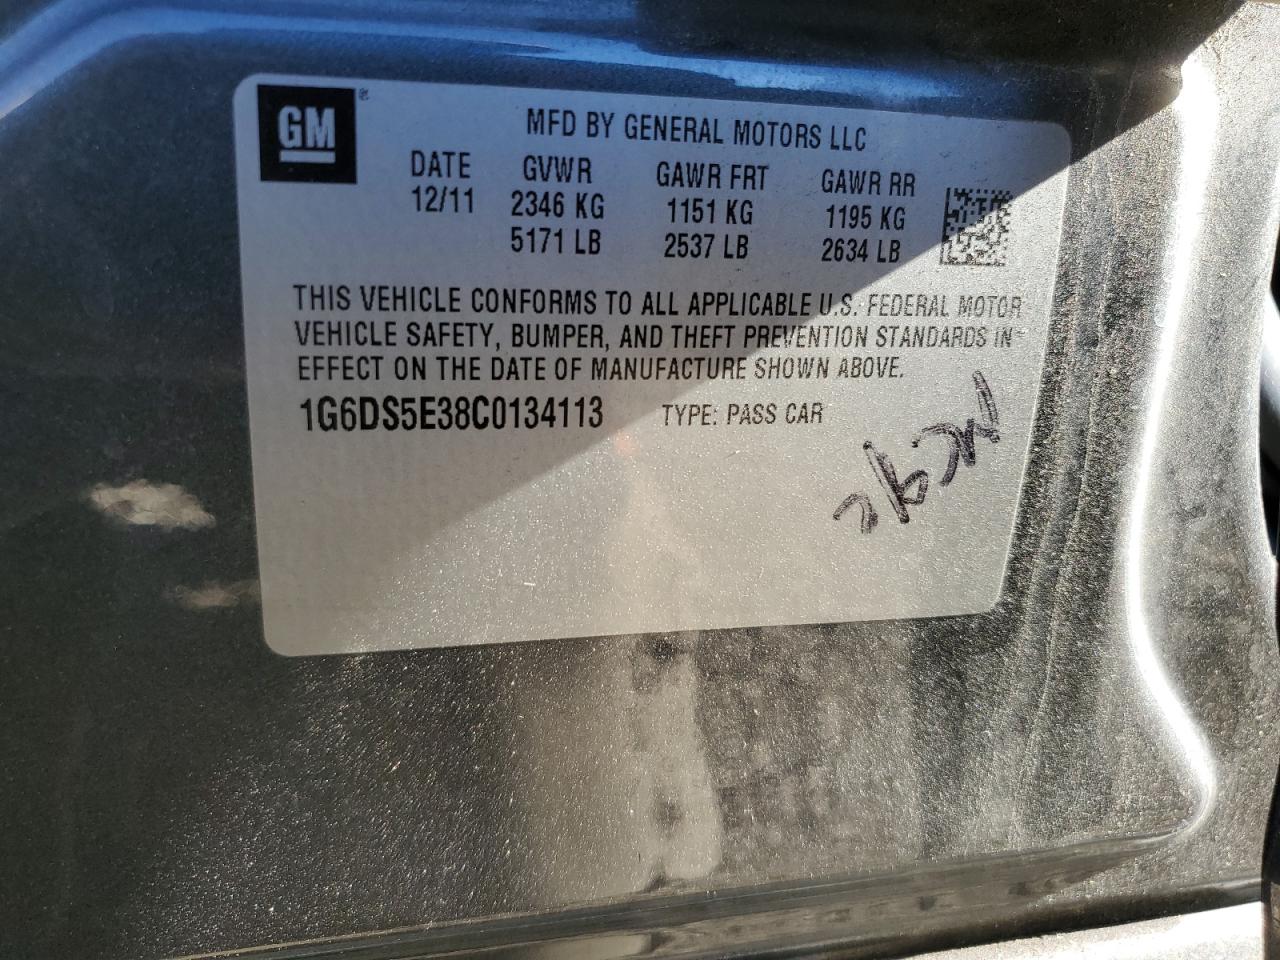 GM ®
MFD BY GENERAL MOTORS LLC
DATE GVWR GAWR FRT GAWR RR
12/11 2346 KG 1151 KG 1195 KG
5171 LB 2537 LB 2634 LB
THIS VEHICLE CONFORMS TO ALL APPLICABLE U.S. FEDERAL MOTOR
VEHICLE SAFETY, BUMPER, AND THEFT PREVENTION STANDARDS IN
EFFECT ON THE DATE OF MANUFACTURE SHOWN ABOVE.
1G6DS5E38C0134113 TYPE: PASS CAR